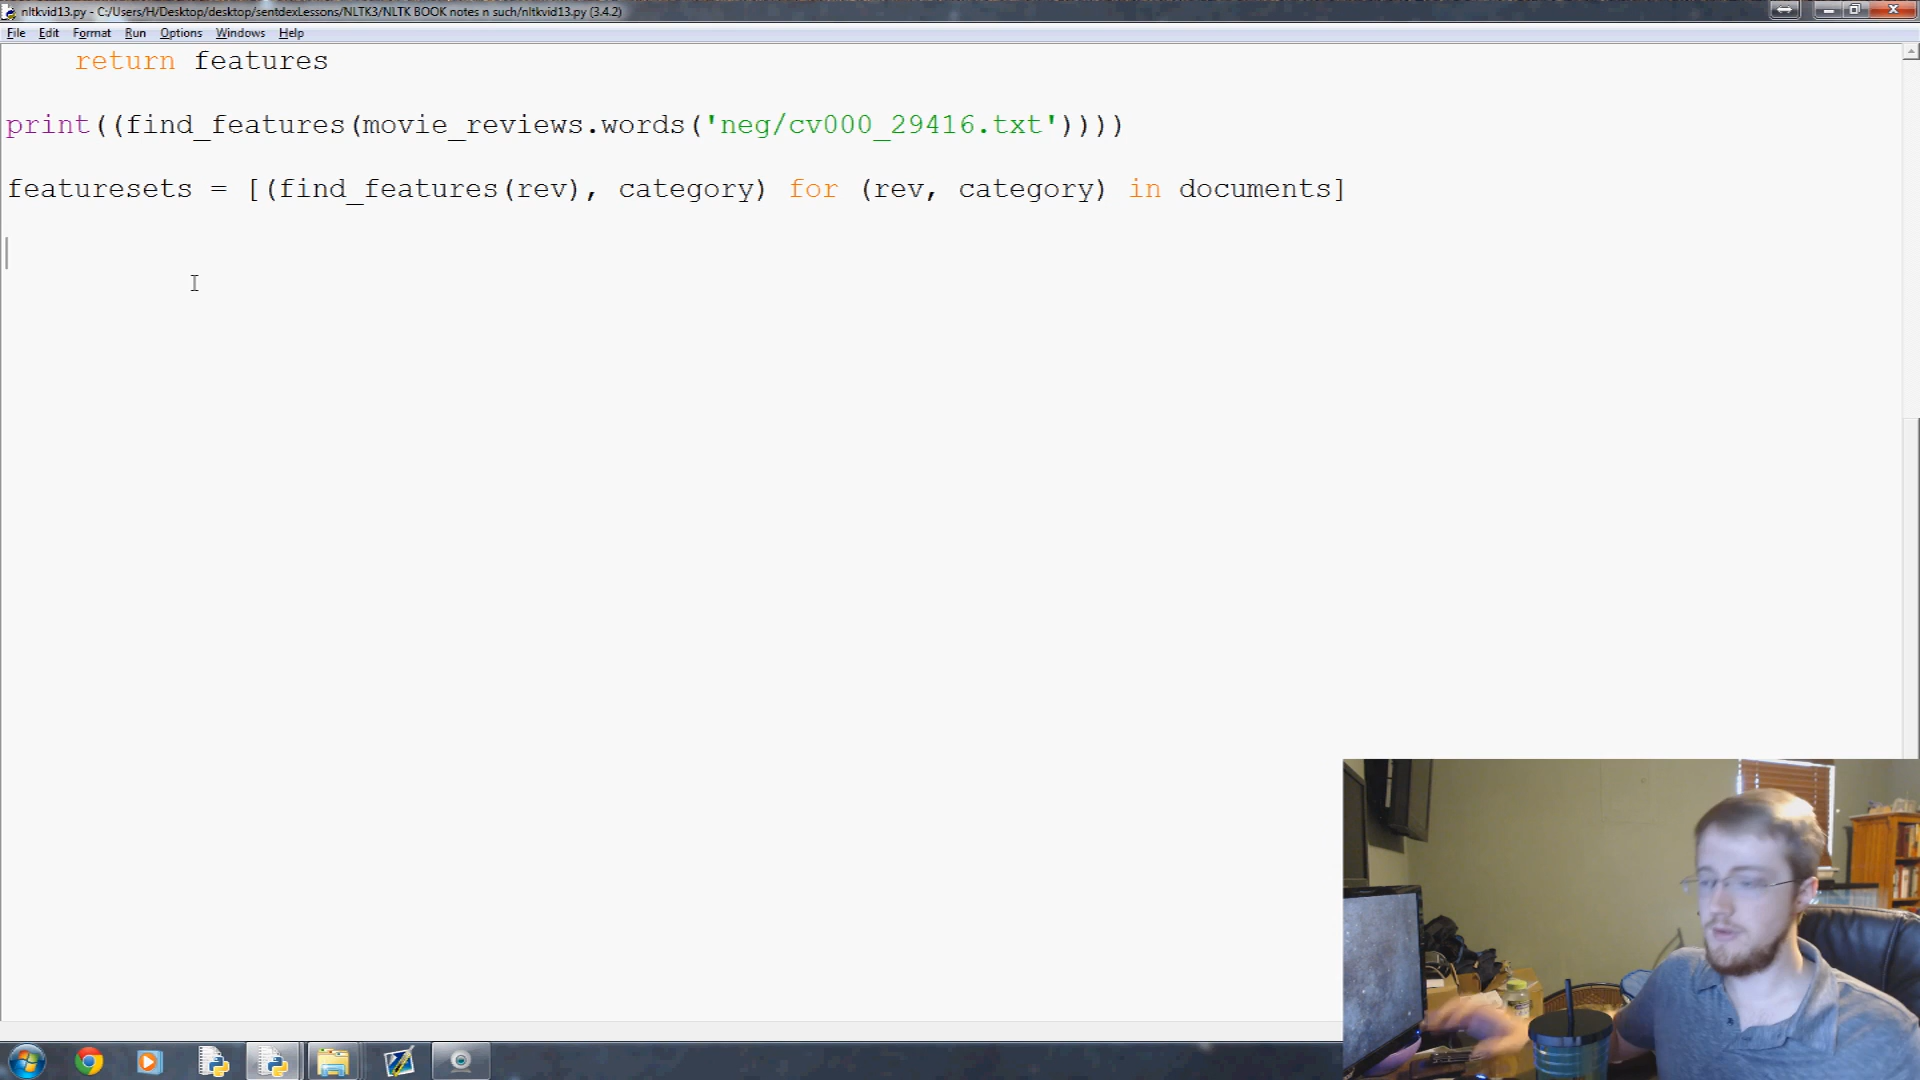 nltkvid13.py - C:/Users/H/Desktop/desktop/sentdexLessons/NLTK3/NLTK BOOK notes n such/nltkvid13.py (3.4.2)
File Edit Format Run Options Windows Help
return features
print((find_features(movie_reviews.words('neg/cv000_29416.txt'))))
featuresets = [(find_features(rev), category) for (rev, category) in documents]